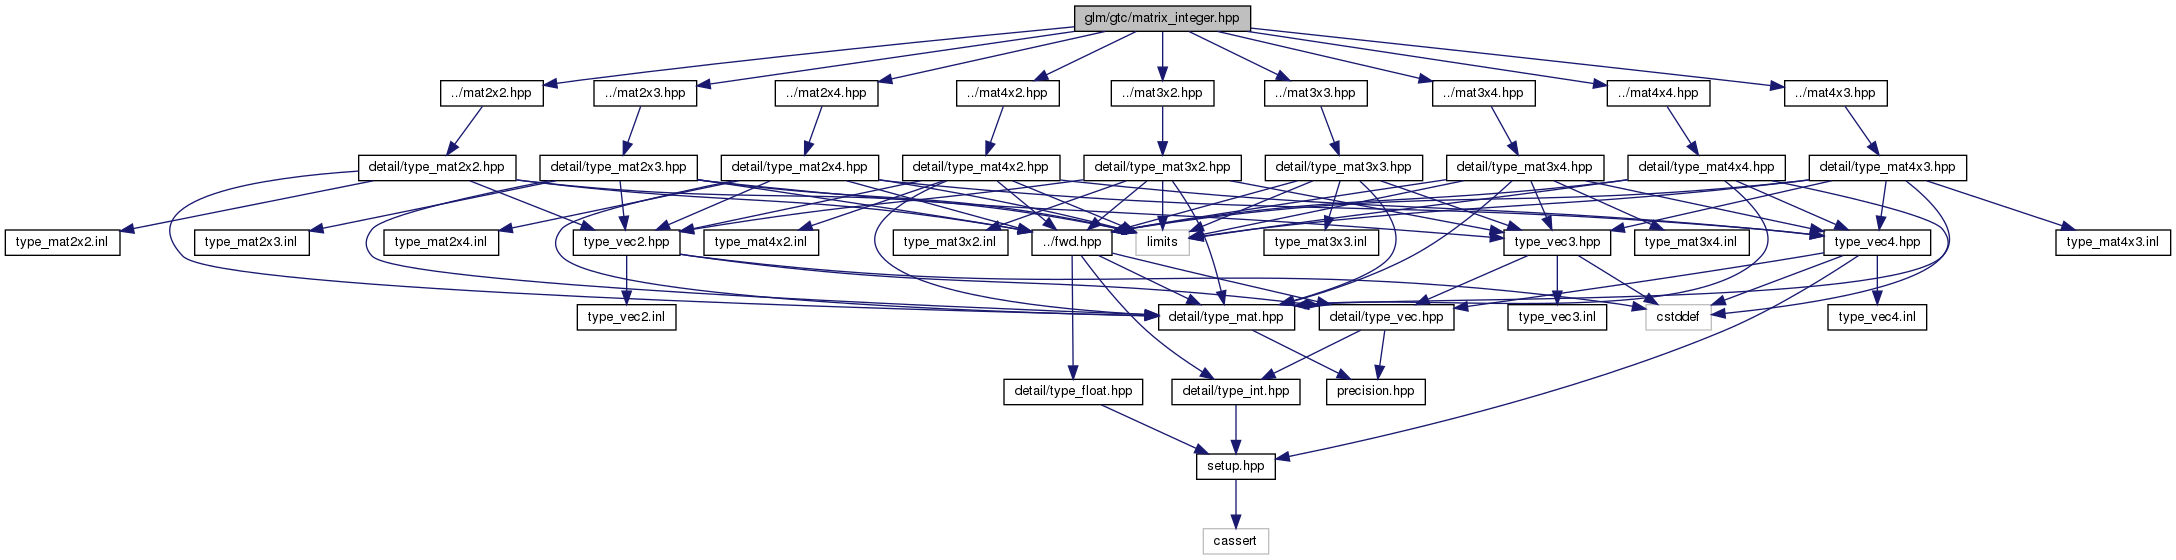 glm/gtc/matrix_integer.hpp
../mat2x2.hpp
../mat2x3.hpp
../mat2x4.hpp
../mat4x2.hpp
../mat3x2.hpp
../mat3x3.hpp
../mat3x4.hpp
../mat4x4.hpp
../mat4x3.hpp
detail/type_mat2x2.hpp
detail/type_mat2x3.hpp
detail/type_mat2x4.hpp
detail/type_mat4x2.hpp
detail/type_mat3x2.hpp
detail/type_mat3x3.hpp
detail/type_mat3x4.hpp
detail/type_mat4x4.hpp
detail/type_mat4x3.hpp
type_mat2x2.inl
type_mat2x3.inl
type_mat2x4.inl
type_vec2.hpp
type_mat4x2.inl
type_mat3x2.inl
../fwd.hpp
limits
type_mat3x3.inl
type_vec3.hpp
type_mat3x4.inl
type_vec4.hpp
type_mat4x3.inl
type_vec2.inl
detail/type_mat.hpp
detail/type_vec.hpp
type_vec3.inl
cstddef
type_vec4.inl
detail/type_float.hpp
detail/type_int.hpp
precision.hpp
setup.hpp
cassert